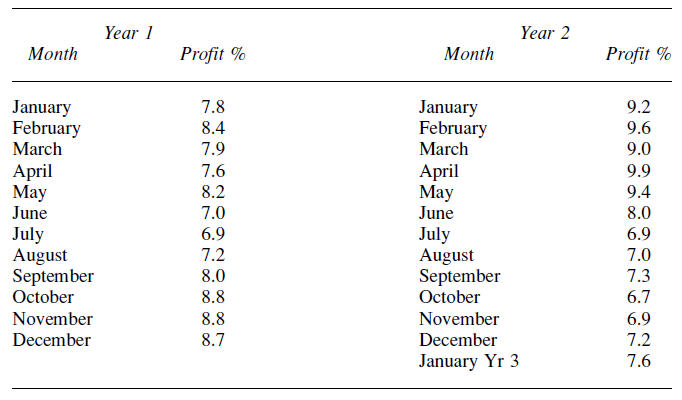 Year 1 Year 2
Month Profit % Month Profit %
January 7.8 January 9.2
February 8.4 February 9.6
March 7.9 March 9.0
April 7.6 April 9.9
May 8.2 May 9.4
June 7.0 June 8.0
July 6.9 July 6.9
August 7.2 August 7.0
September 8.0 September 7.3
October 8.8 October 6.7
November 8.8 November 6.9
December 8.7 December 7.2
January Yr 3 7.6